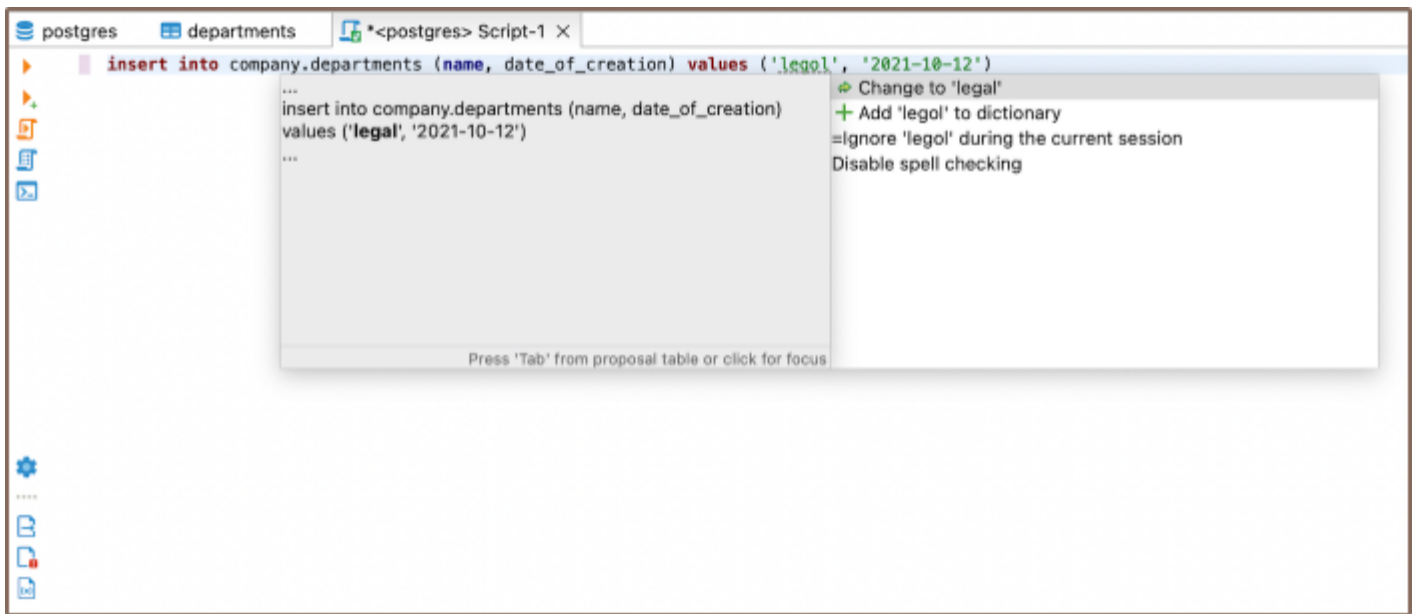 postgres departments *<postgres> Script-1
insert into company.departments (name, date_of_creation) values ('legol', '2021-10-12')
...
insert into company.departments (name, date_of_creation)
values ('legal', '2021-10-12')
...
Press 'Tab' from proposal table or click for focus
Change to 'legal'
Add 'legol' to dictionary
=Ignore 'legol' during the current session
Disable spell checking